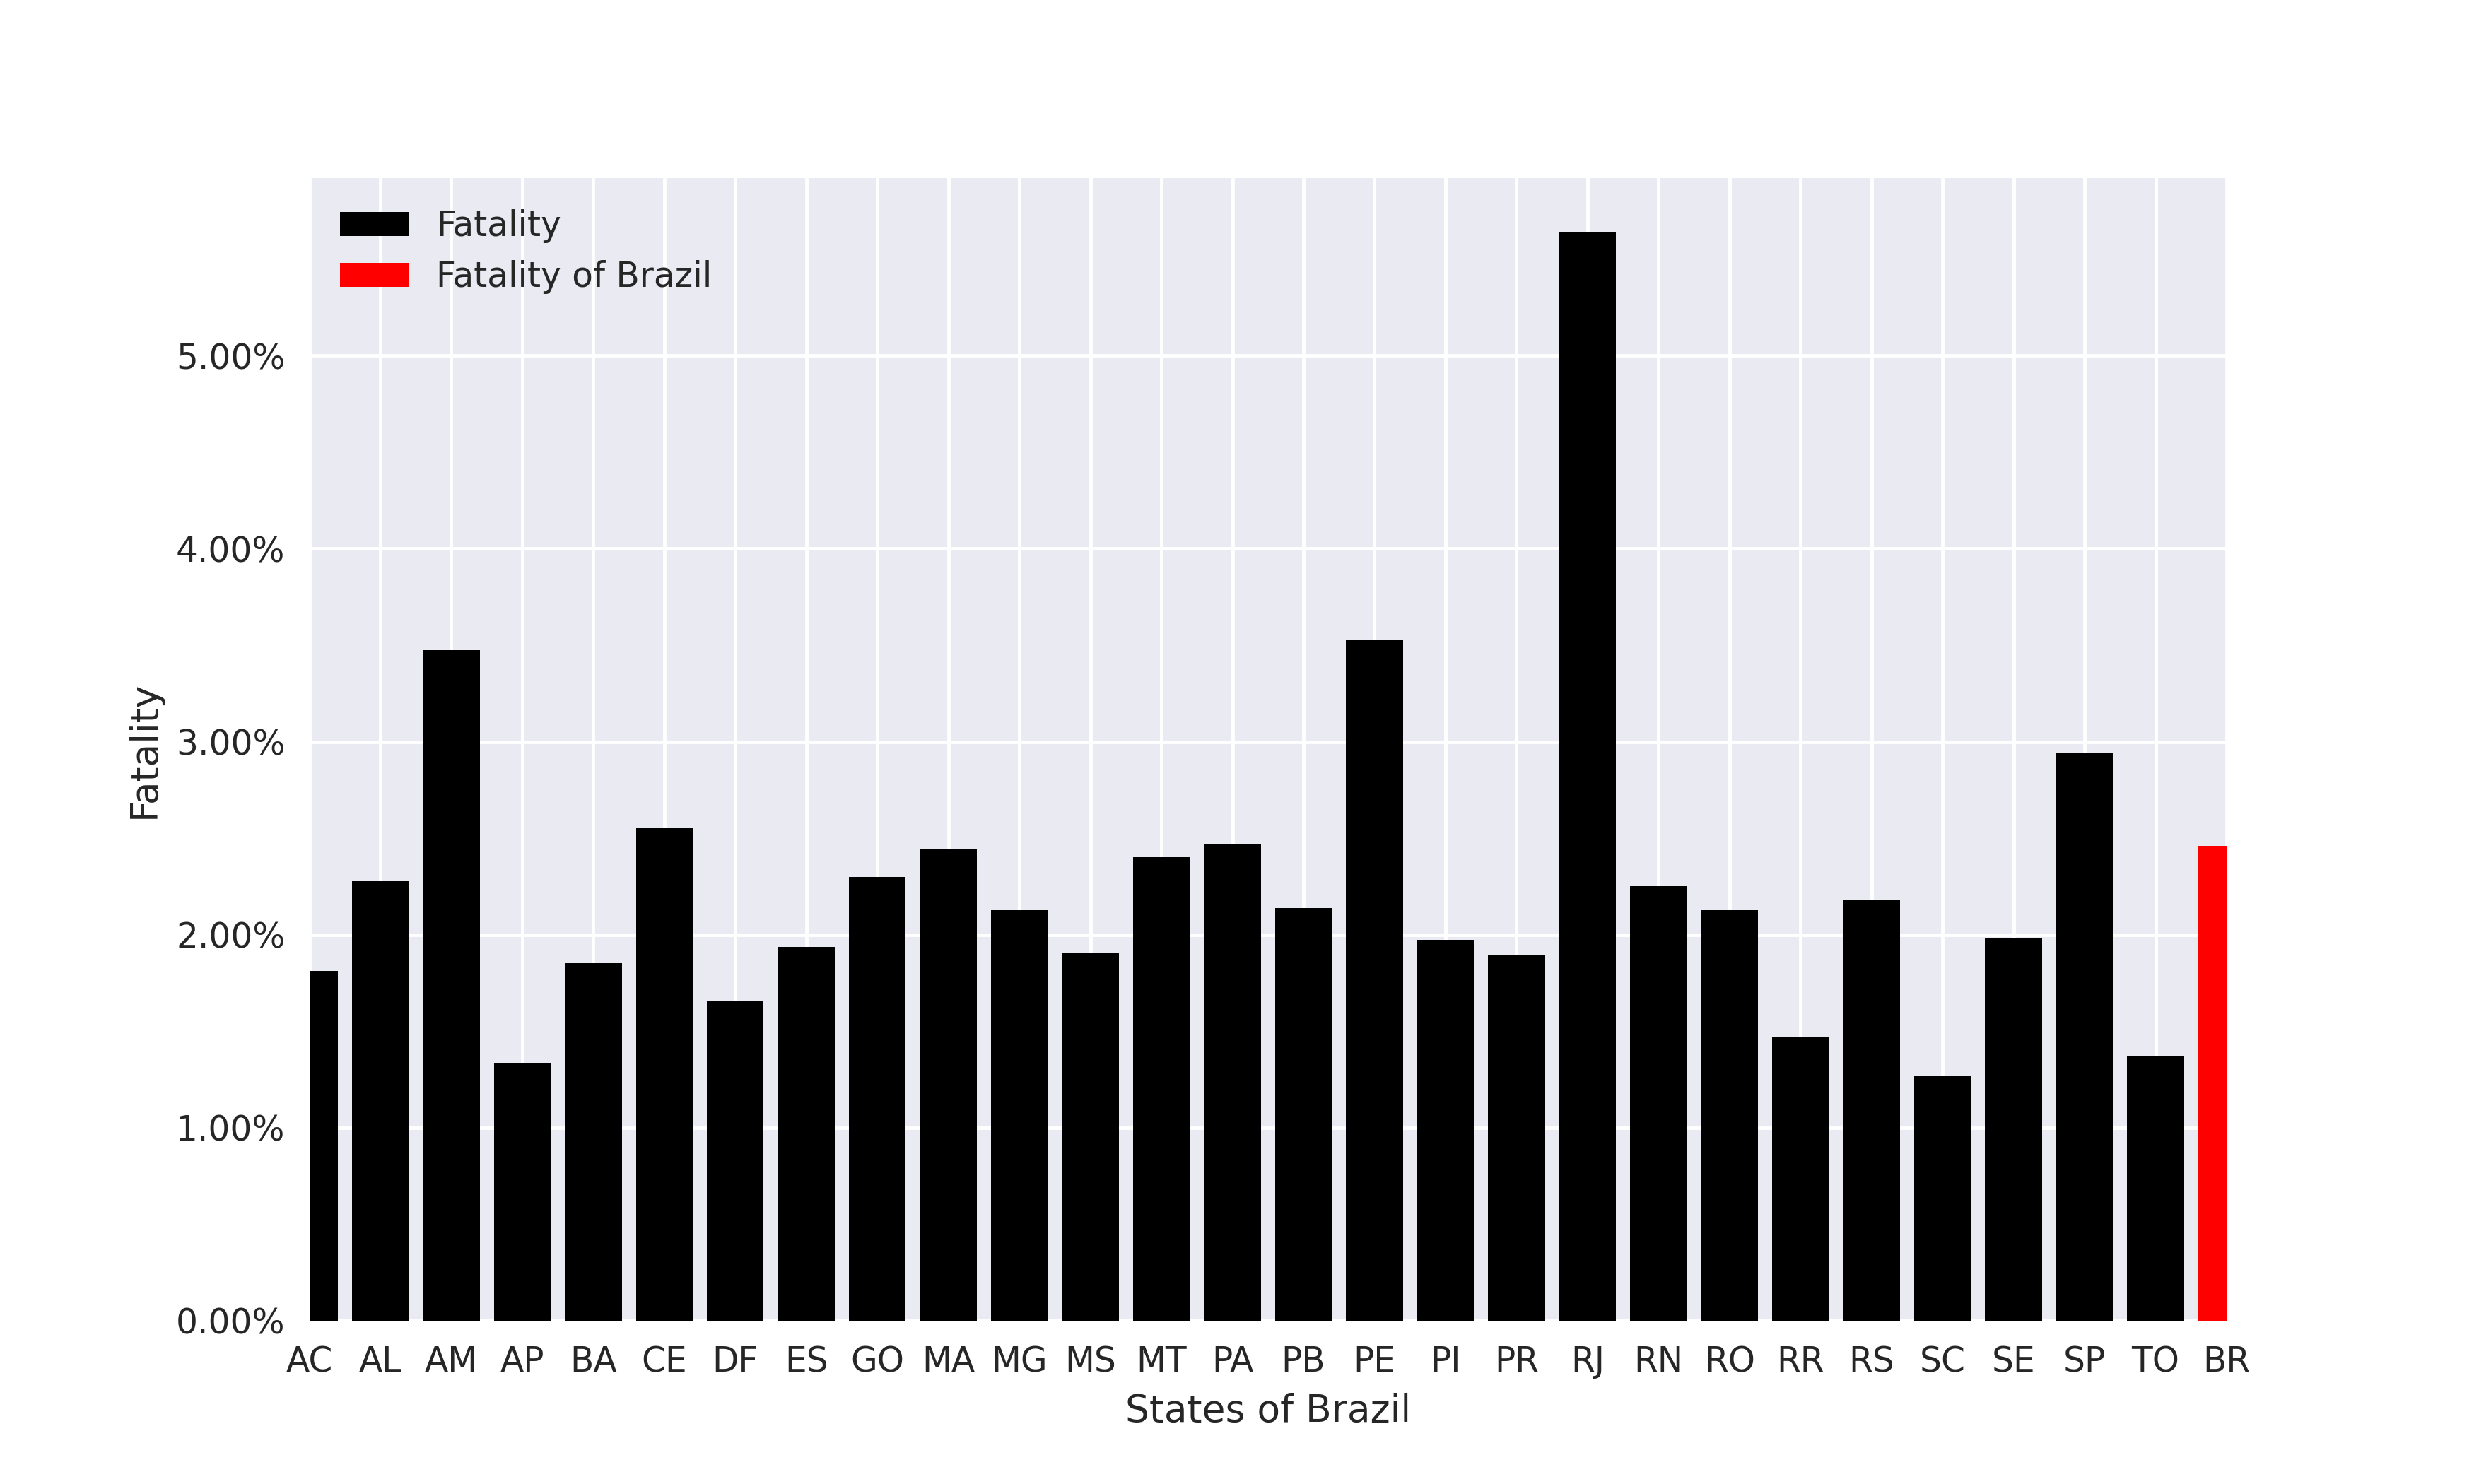 Fatality
Fatality of Brazil
5.00%
4.00%
3.00%
2.00%
1.00%
0.00%
Fatality
AC AL AM AP BA CE DF ES GO MA MG MS MT PA PB PE PI PR RJ RN RO RR RS SC SE SP TO BR
States of Brazil